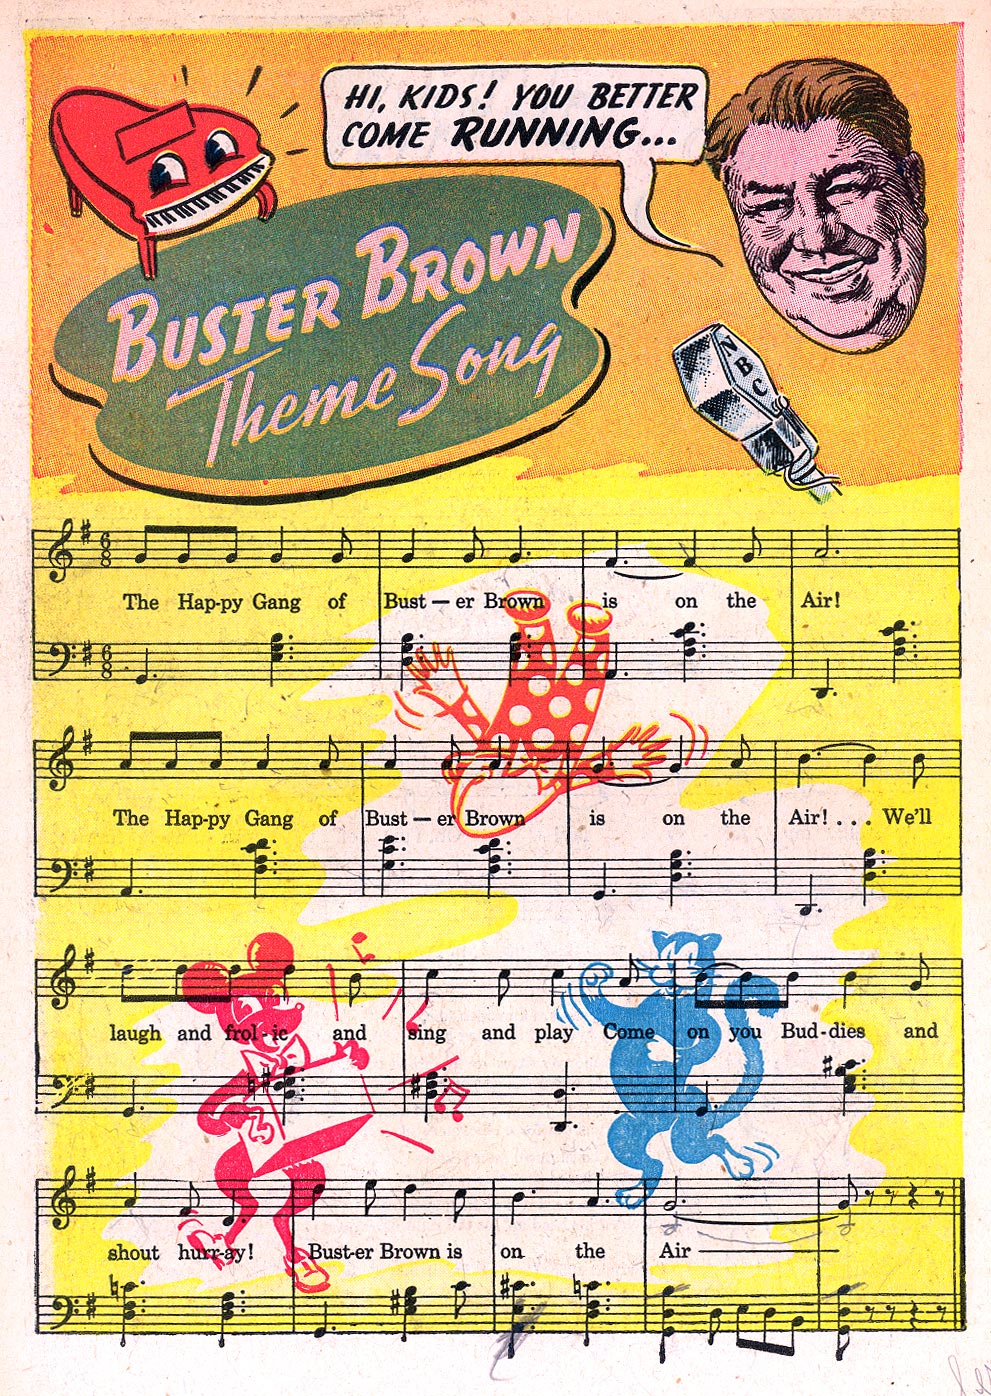 HI, KIDS! YOU BETTER
COME RUNNING...
BUSTER BROWN
Theme Song
NBC
The Hap-py Gang of Bust — er Brown is on the Air!
The Hap-py Gang of Bust — er Brown is on the Air! . . . We'll
laugh and frol-ic and sing and play Come on you Bud-dies and
shout hurr-ay! Bust-er Brown is on the Air